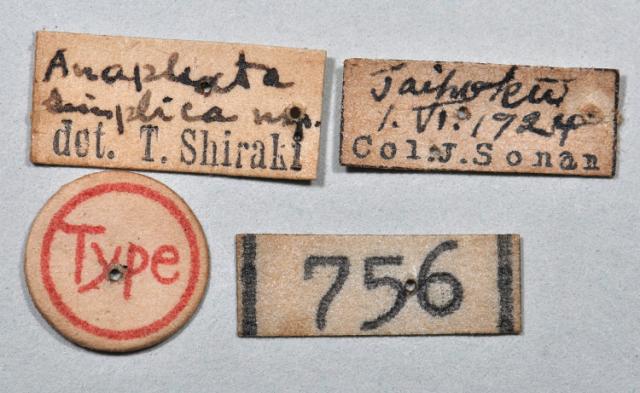 Anaplecta
simplica n.sp.
det. T. Shiraki
Taihoku
1. VI. 1924
Col. J. Sonan
Type
756